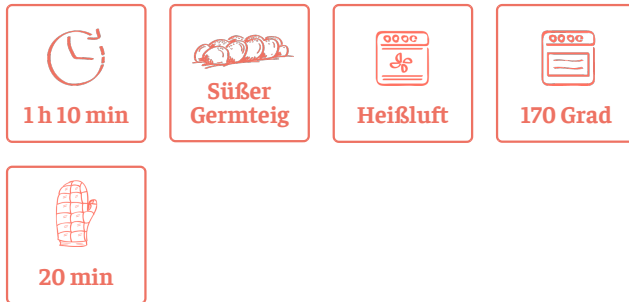 1 h 10 min
Süßer
Germteig
Heißluft
170 Grad
20 min